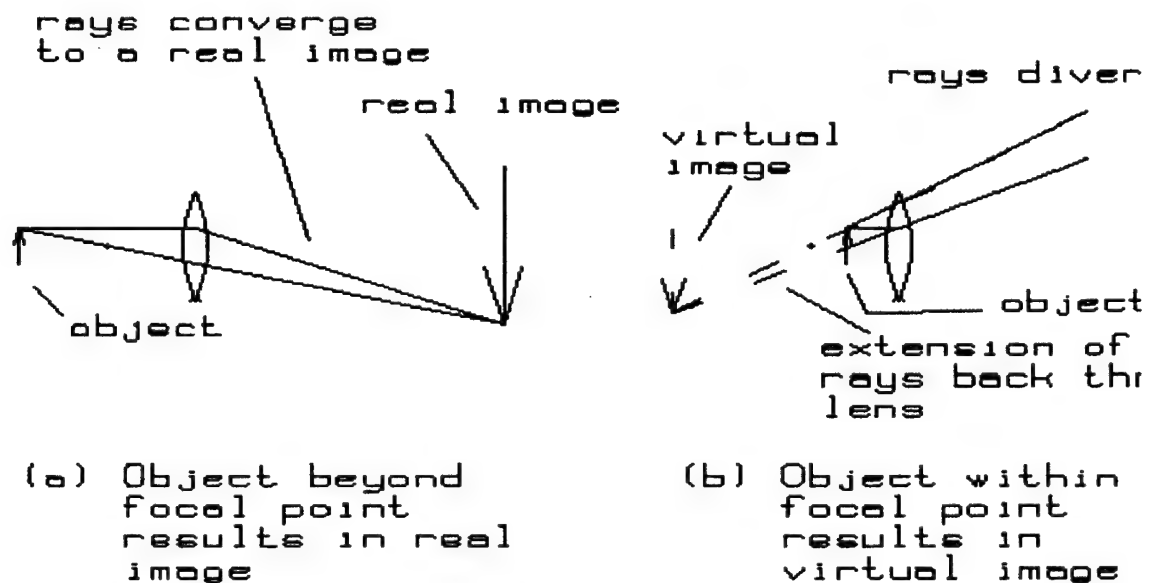 rays converge
to a real image
real image
object
rays diver
virtual
image
object
extension of
rays back thr
lens
(a) Object beyond
focal point
results in real
image
(b) Object within
focal point
results in
virtual image